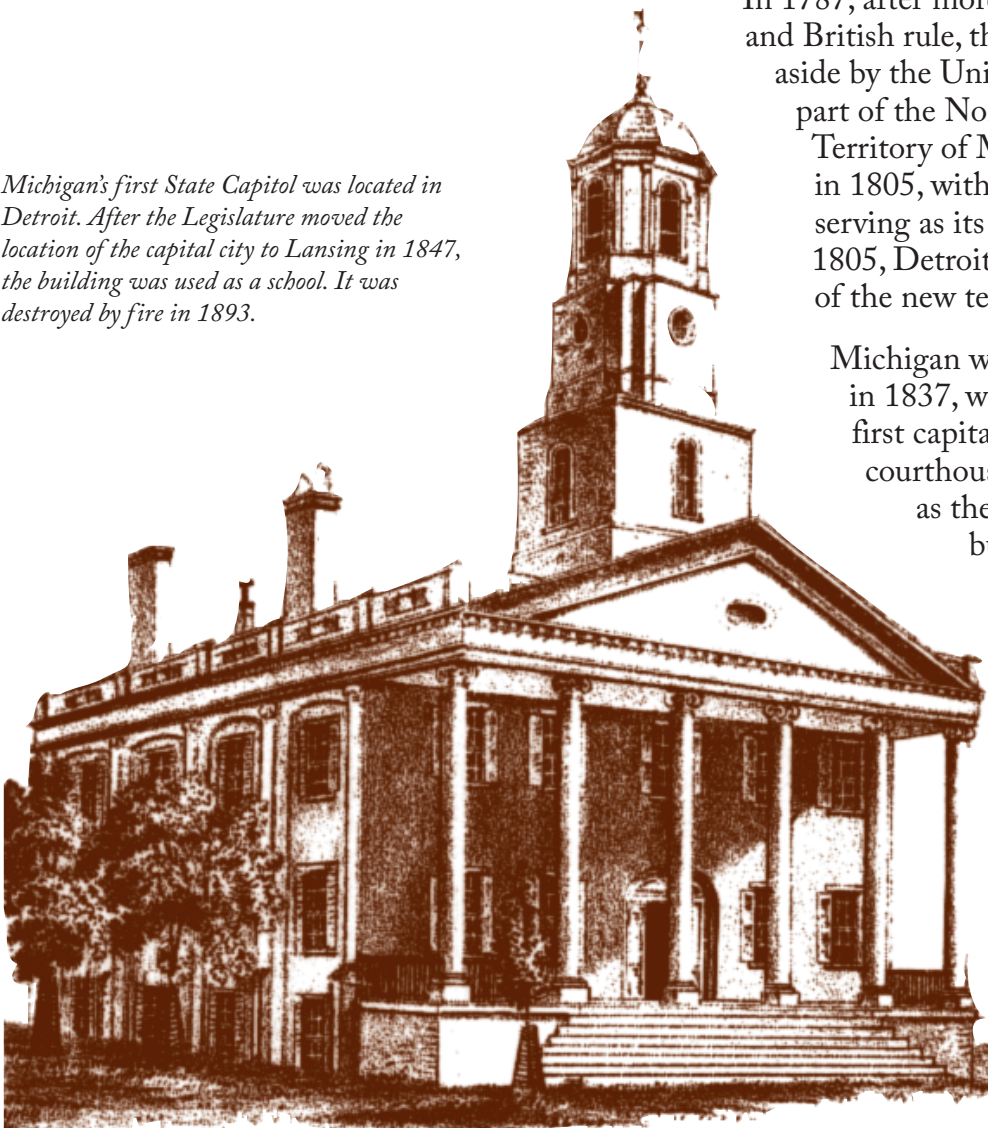 Michigan's first State Capitol was located in
Detroit. After the Legislature moved the
location of the capital city to Lansing in 1847,
the building was used as a school. It was
destroyed by fire in 1893.
In 1787, after more
and British rule, th
aside by the Uni
part of the No
Territory of M
in 1805, with
serving as its
1805, Detroit
of the new te
Michigan w
in 1837, w
first capita
courthous
as the
bu